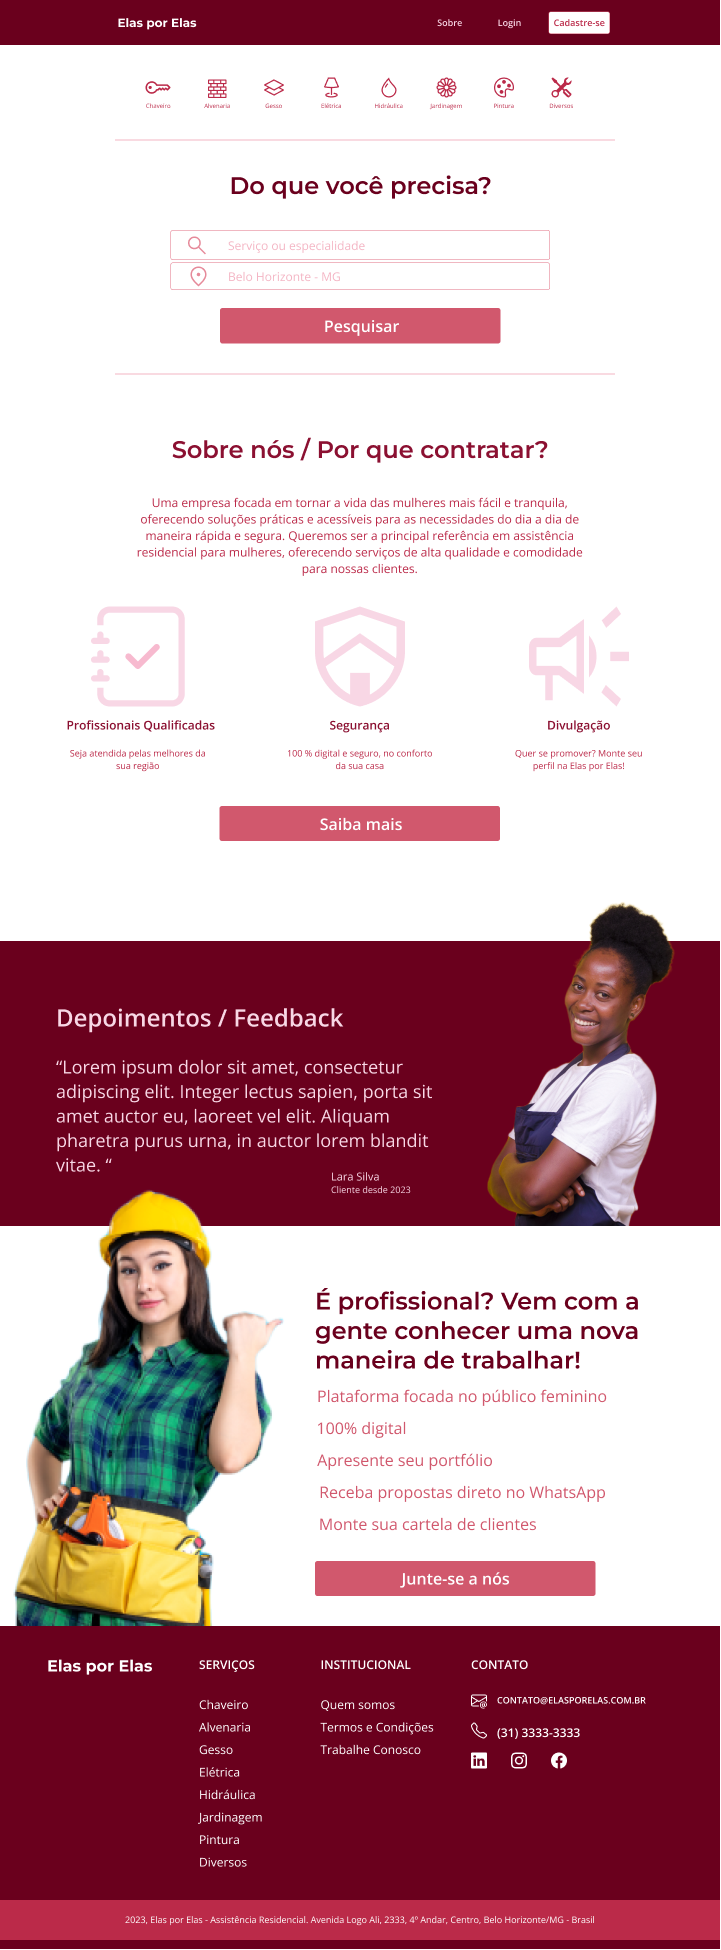 Elas por Elas
Sobre
Login
Cadastre-se
Chaveiro
Alvenaria
Gesso
Elétrica
Hidráulica
Jardinagem
Pintura
Diversos
Do que você precisa?
Serviço ou especialidade
Belo Horizonte - MG
Pesquisar
Sobre nós / Por que contratar?
Uma empresa focada em tornar a vida das mulheres mais fácil e tranquila,
oferecendo soluções práticas e acessíveis para as necessidades do dia a dia de
maneira rápida e segura. Queremos ser a principal referência em assistência
residencial para mulheres, oferecendo serviços de alta qualidade e comodidade
para nossas clientes.
Profissionais Qualificadas
Seja atendida pelas melhores da
sua região
Segurança
100 % digital e seguro, no conforto
da sua casa
Divulgação
Quer se promover? Monte seu
perfil na Elas por Elas!
Saiba mais
Depoimentos / Feedback
“Lorem ipsum dolor sit amet, consectetur
adipiscing elit. Integer lectus sapien, porta sit
amet auctor eu, laoreet vel elit. Aliquam
pharetra purus urna, in auctor lorem blandit
vitae. “
Lara Silva
Cliente desde 2023
É profissional? Vem com a
gente conhecer uma nova
maneira de trabalhar!
Plataforma focada no público feminino
100% digital
Apresente seu portfólio
Receba propostas direto no WhatsApp
Monte sua cartela de clientes
Junte-se a nós
Elas por Elas
SERVIÇOS
Chaveiro
Alvenaria
Gesso
Elétrica
Hidráulica
Jardinagem
Pintura
Diversos
INSTITUCIONAL
Quem somos
Termos e Condições
Trabalhe Conosco
CONTATO
CONTATO@ELASPORELAS.COM.BR
(31) 3333-3333
2023, Elas por Elas - Assistência Residencial. Avenida Logo Ali, 2333, 4º Andar, Centro, Belo Horizonte/MG - Brasil